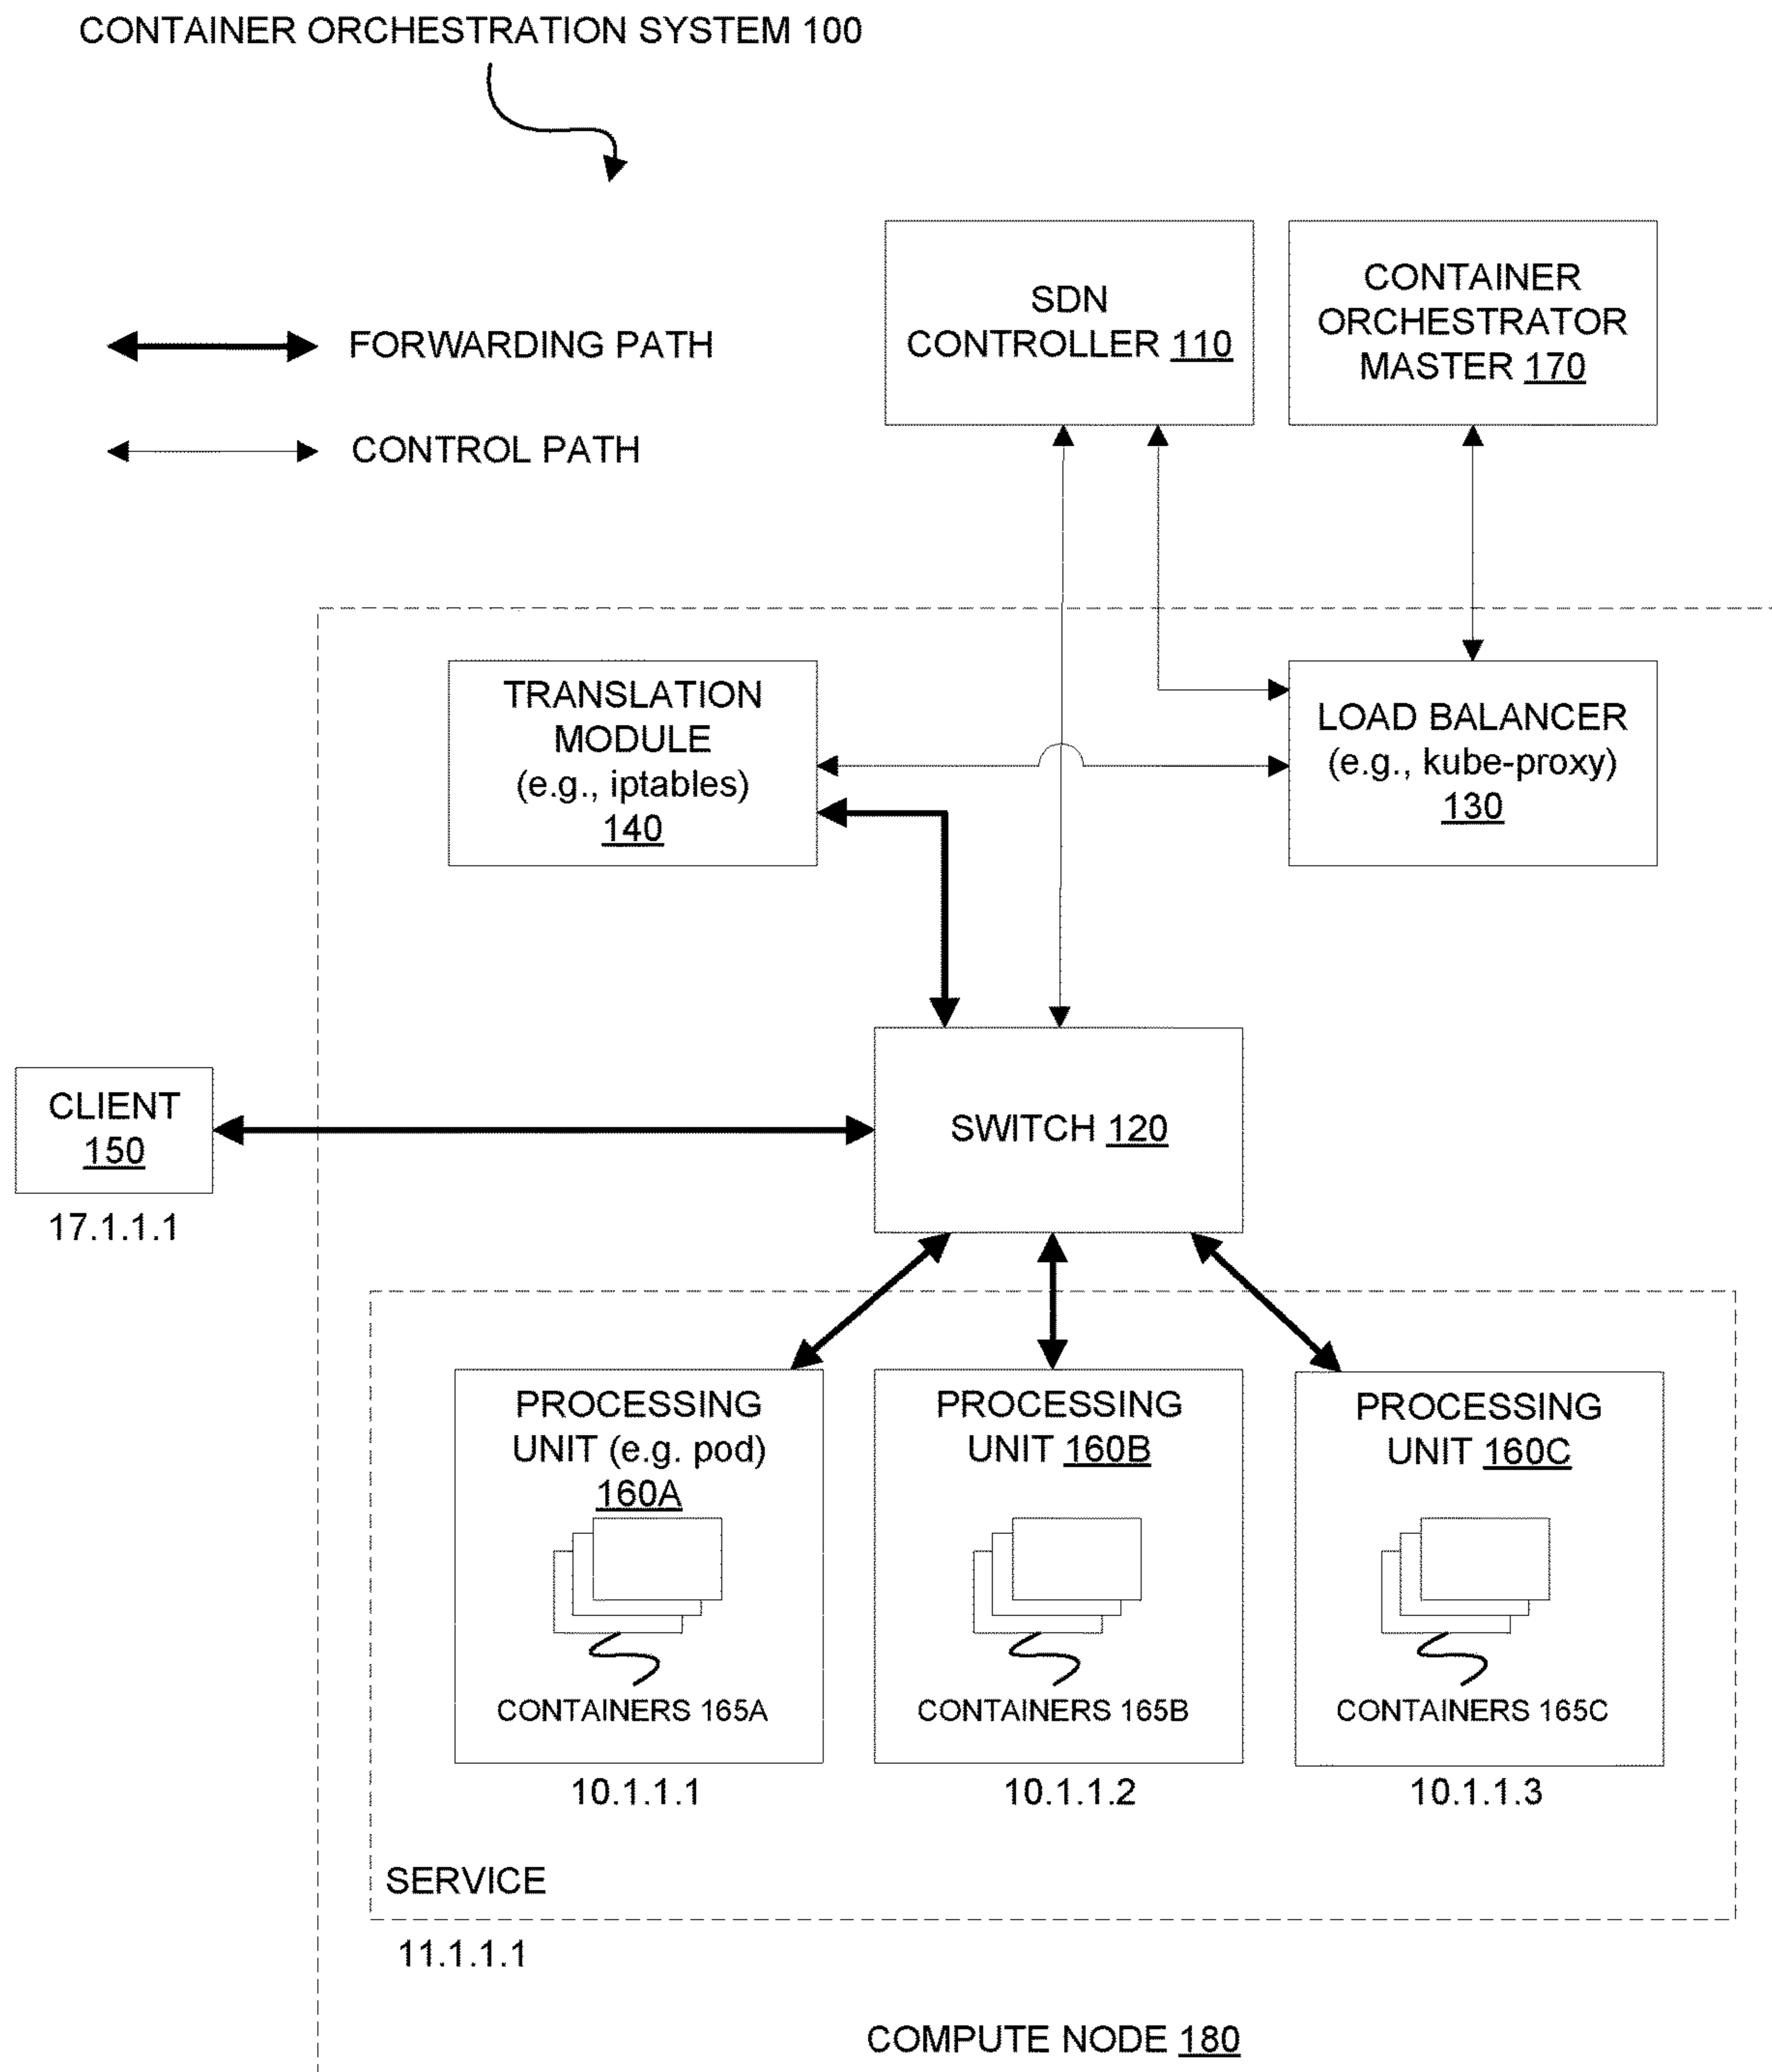 CONTAINER ORCHESTRATION SYSTEM 100
FORWARDING PATH
CONTROL PATH
SDN
CONTROLLER 110
CONTAINER
ORCHESTRATOR
MASTER 170
TRANSLATION
MODULE
(e.g., iptables)
140
LOAD BALANCER
(e.g., kube-proxy)
130
CLIENT
150
17.1.1.1
SWITCH 120
PROCESSING
UNIT (e.g. pod)
160A
CONTAINERS 165A
10.1.1.1
PROCESSING
UNIT 160B
CONTAINERS 165B
10.1.1.2
PROCESSING
UNIT 160C
CONTAINERS 165C
10.1.1.3
SERVICE
11.1.1.1
COMPUTE NODE 180